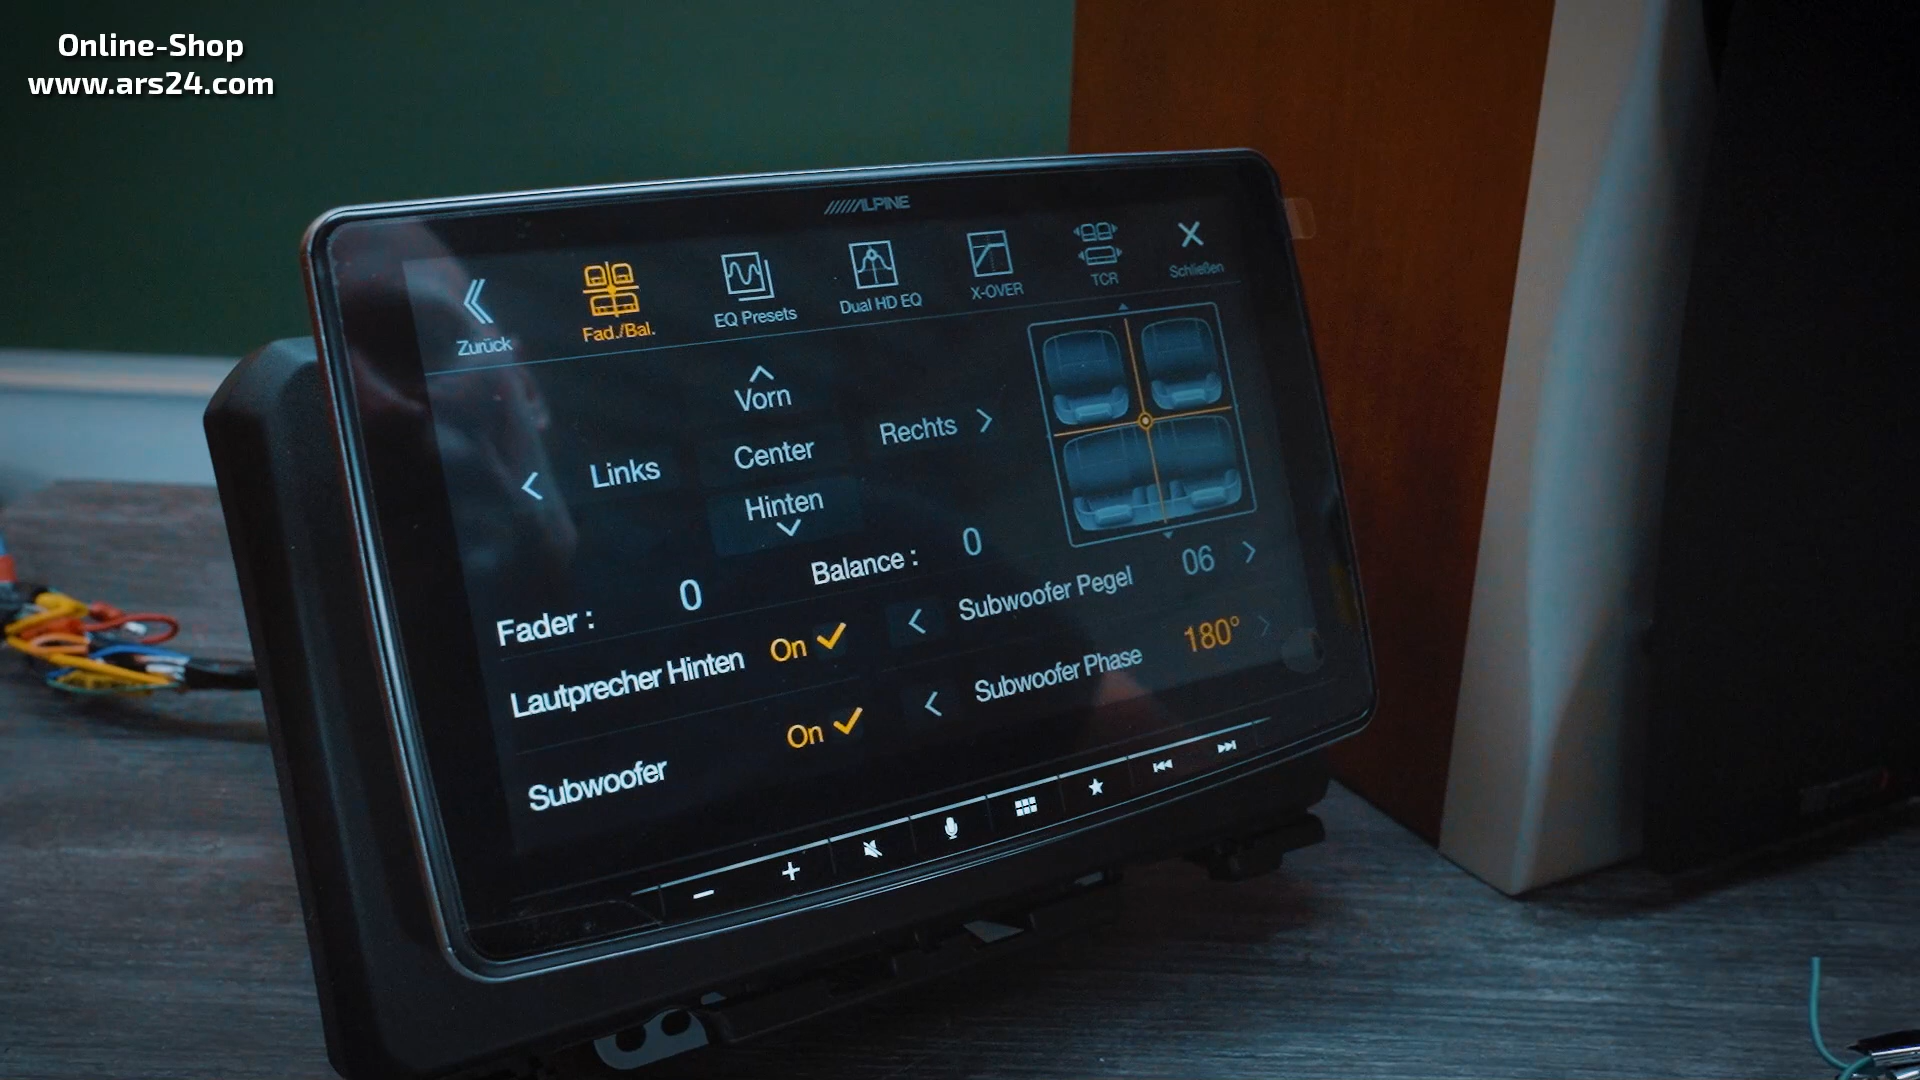 Online-Shop
www.ars24.com
ALPINE
Zurück
Fad./Bal.
EQ Presets
Dual HD EQ
X-OVER
TCR
Schließen
Vorn
Links
Center
Rechts
Hinten
Fader : 0
Balance : 0
Lautprecher Hinten On
Subwoofer Pegel 06
Subwoofer On
Subwoofer Phase 180°